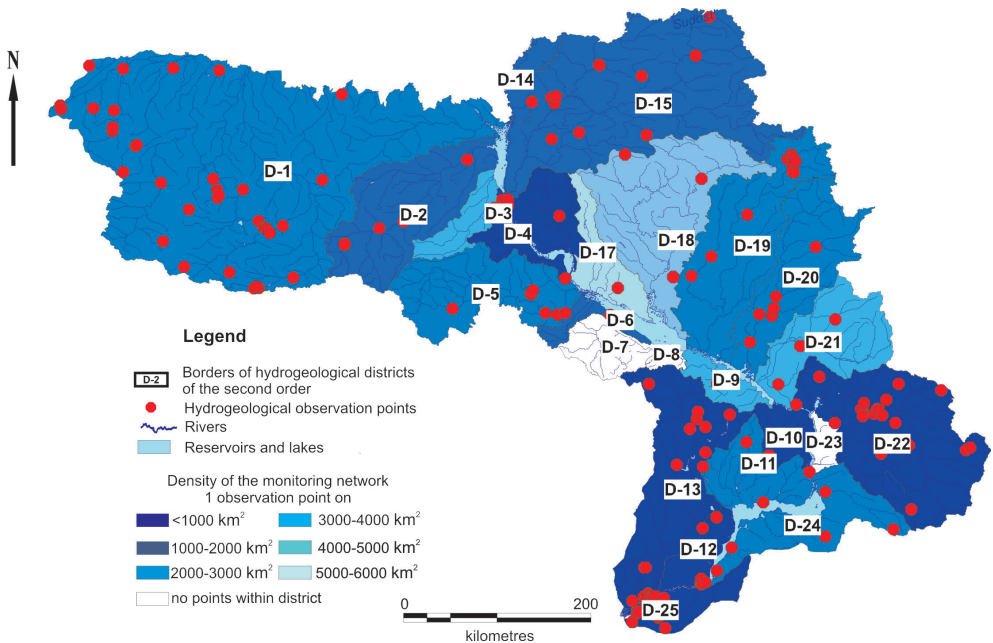 N
D-14
D-15
D-1
D-2
D-3
D-4
D-17
D-18
D-19
D-20
D-5
D-6
D-7
D-8
D-21
D-9
D-10
D-23
D-22
D-11
D-13
D-24
D-12
D-25
Legend
D-2 Borders of hydrogeological districts
of the second order
Hydrogeological observation points
Rivers
Reservoirs and lakes
Density of the monitoring network
1 observation point on
<1000 km² 3000-4000 km²
1000-2000 km² 4000-5000 km²
2000-3000 km² 5000-6000 km²
no points within district
0 200
kilometres